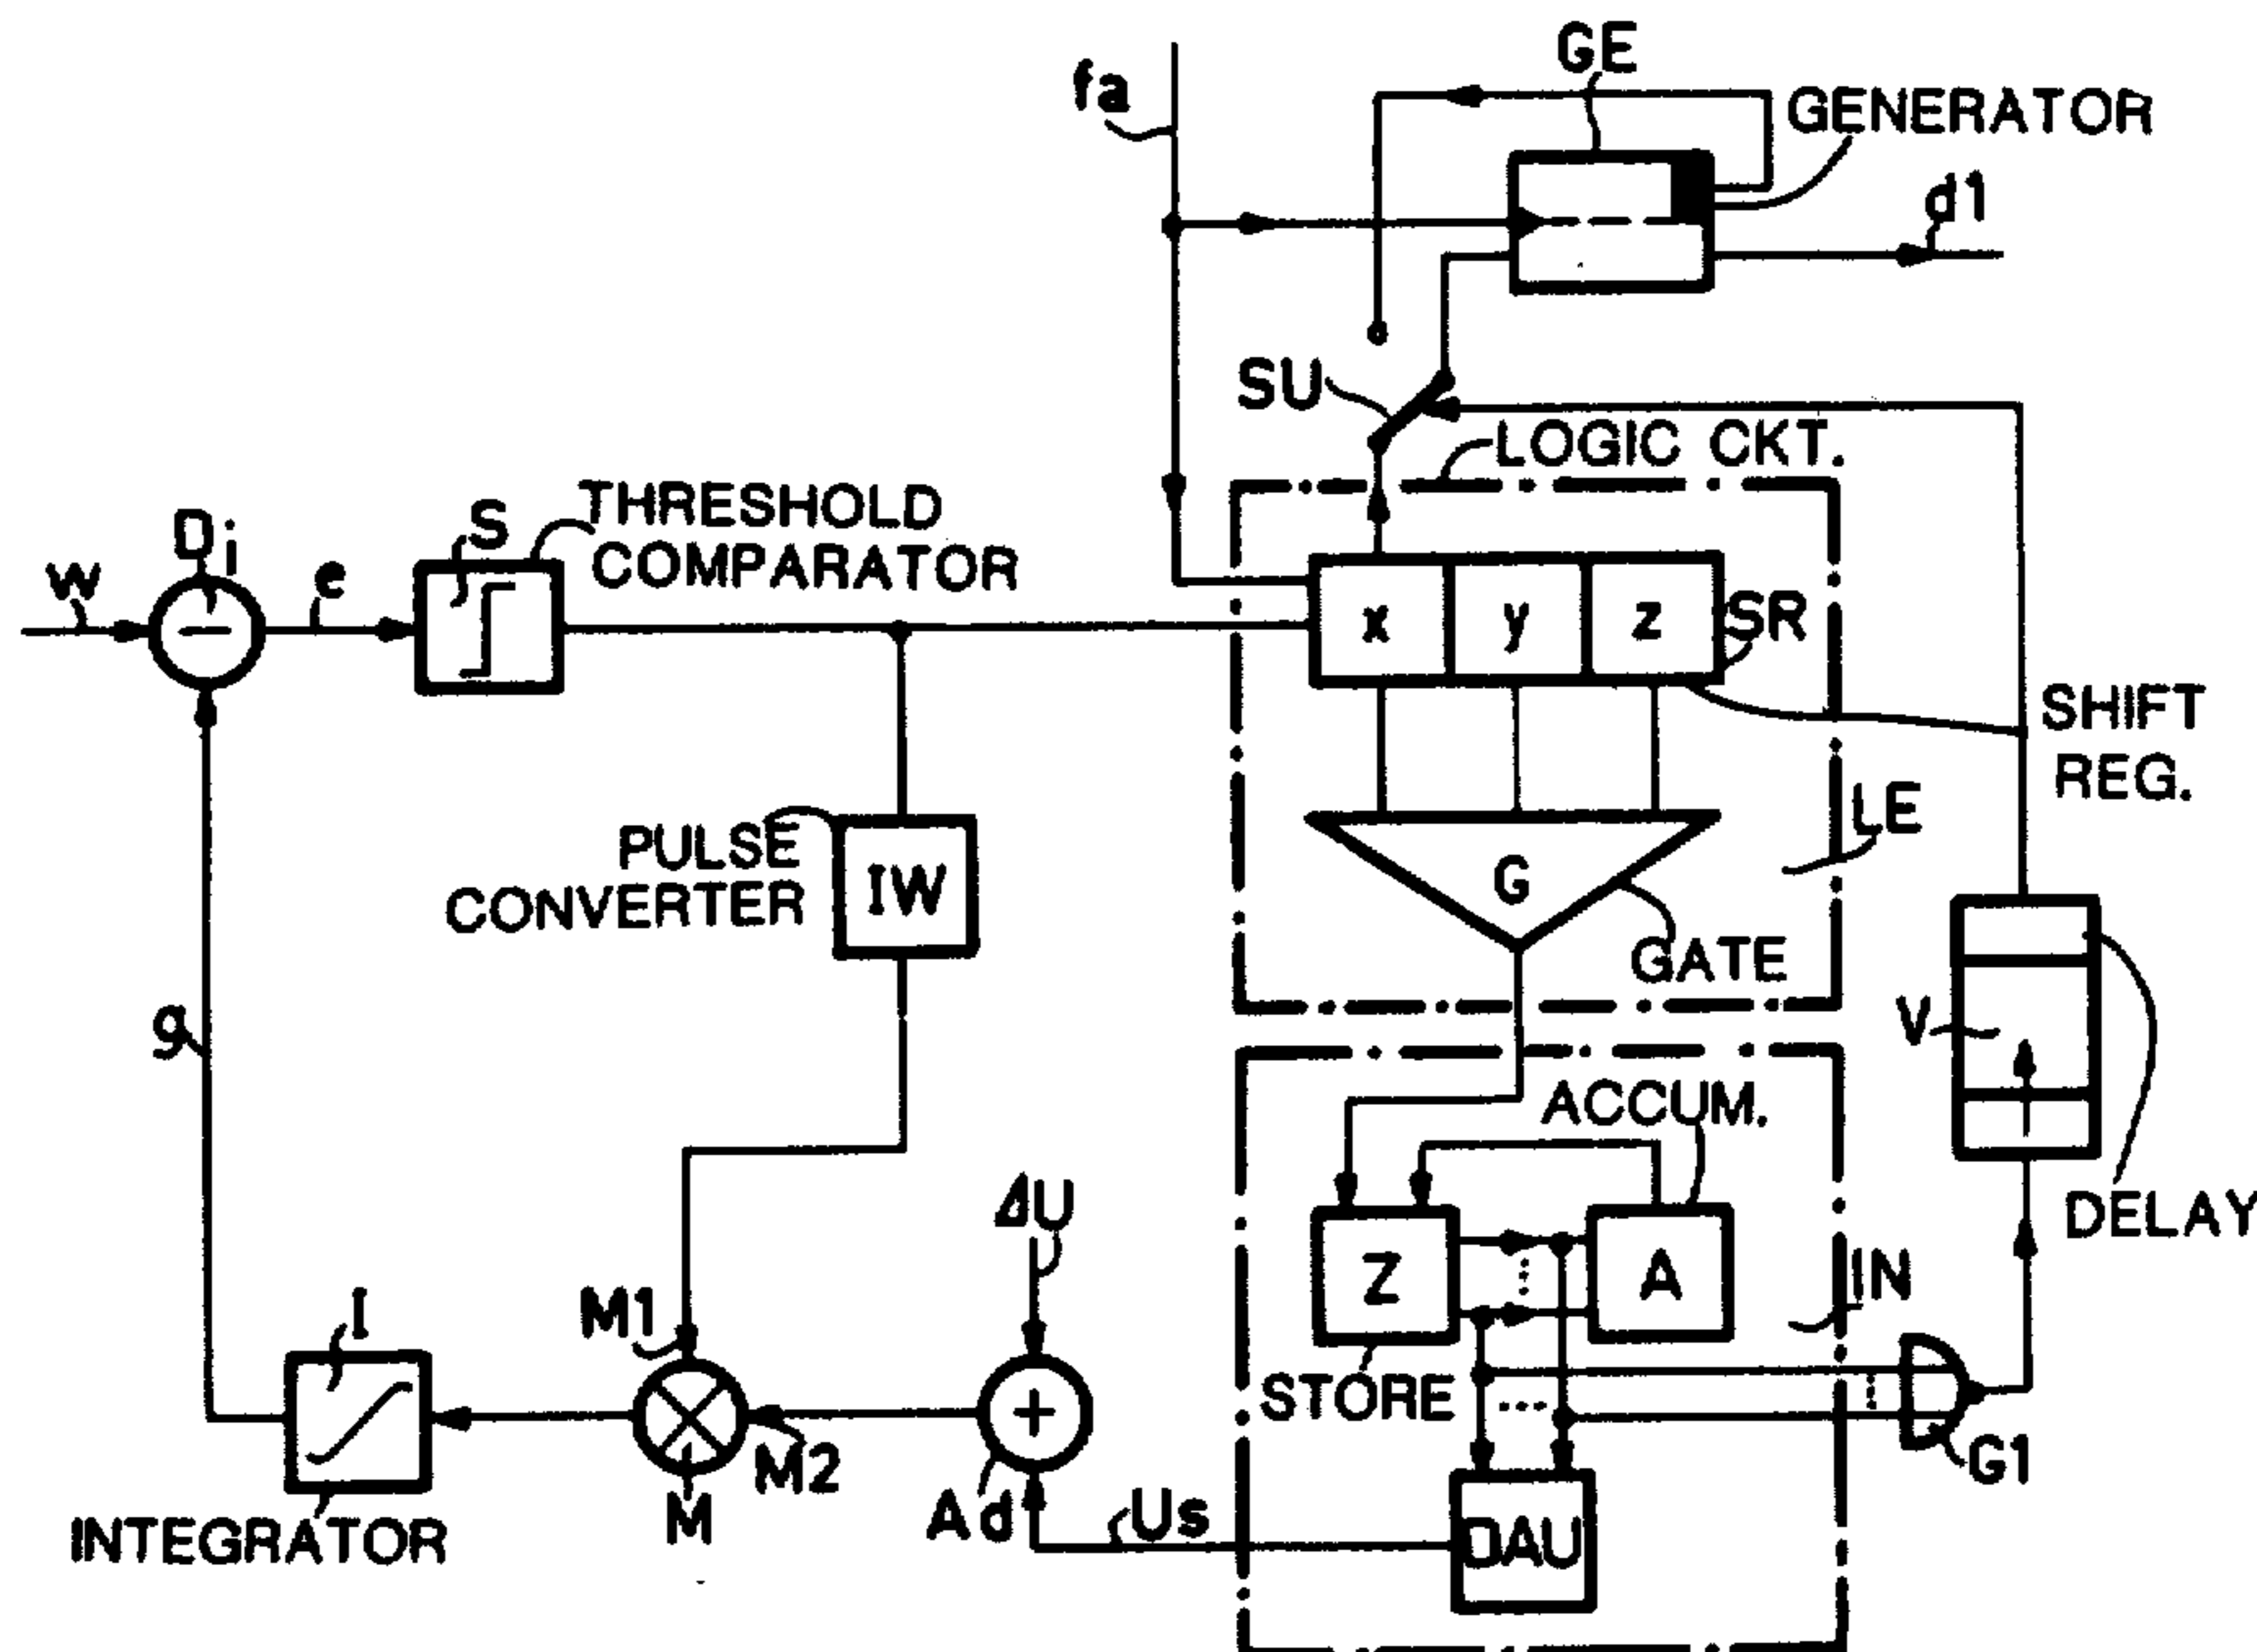 GE
fa
GENERATOR
d1
SU
LOGIC CKT.
THRESHOLD
COMPARATOR
S
Di
w
e
x y z
SR
SHIFT
REG.
LE
PULSE
CONVERTER
IW
G
GATE
g
V
ACCUM.
DELAY
ΔU
Z
A
IN
I
M1
STORE
+
M2
G1
Ad
Us
M
DAU
INTEGRATOR